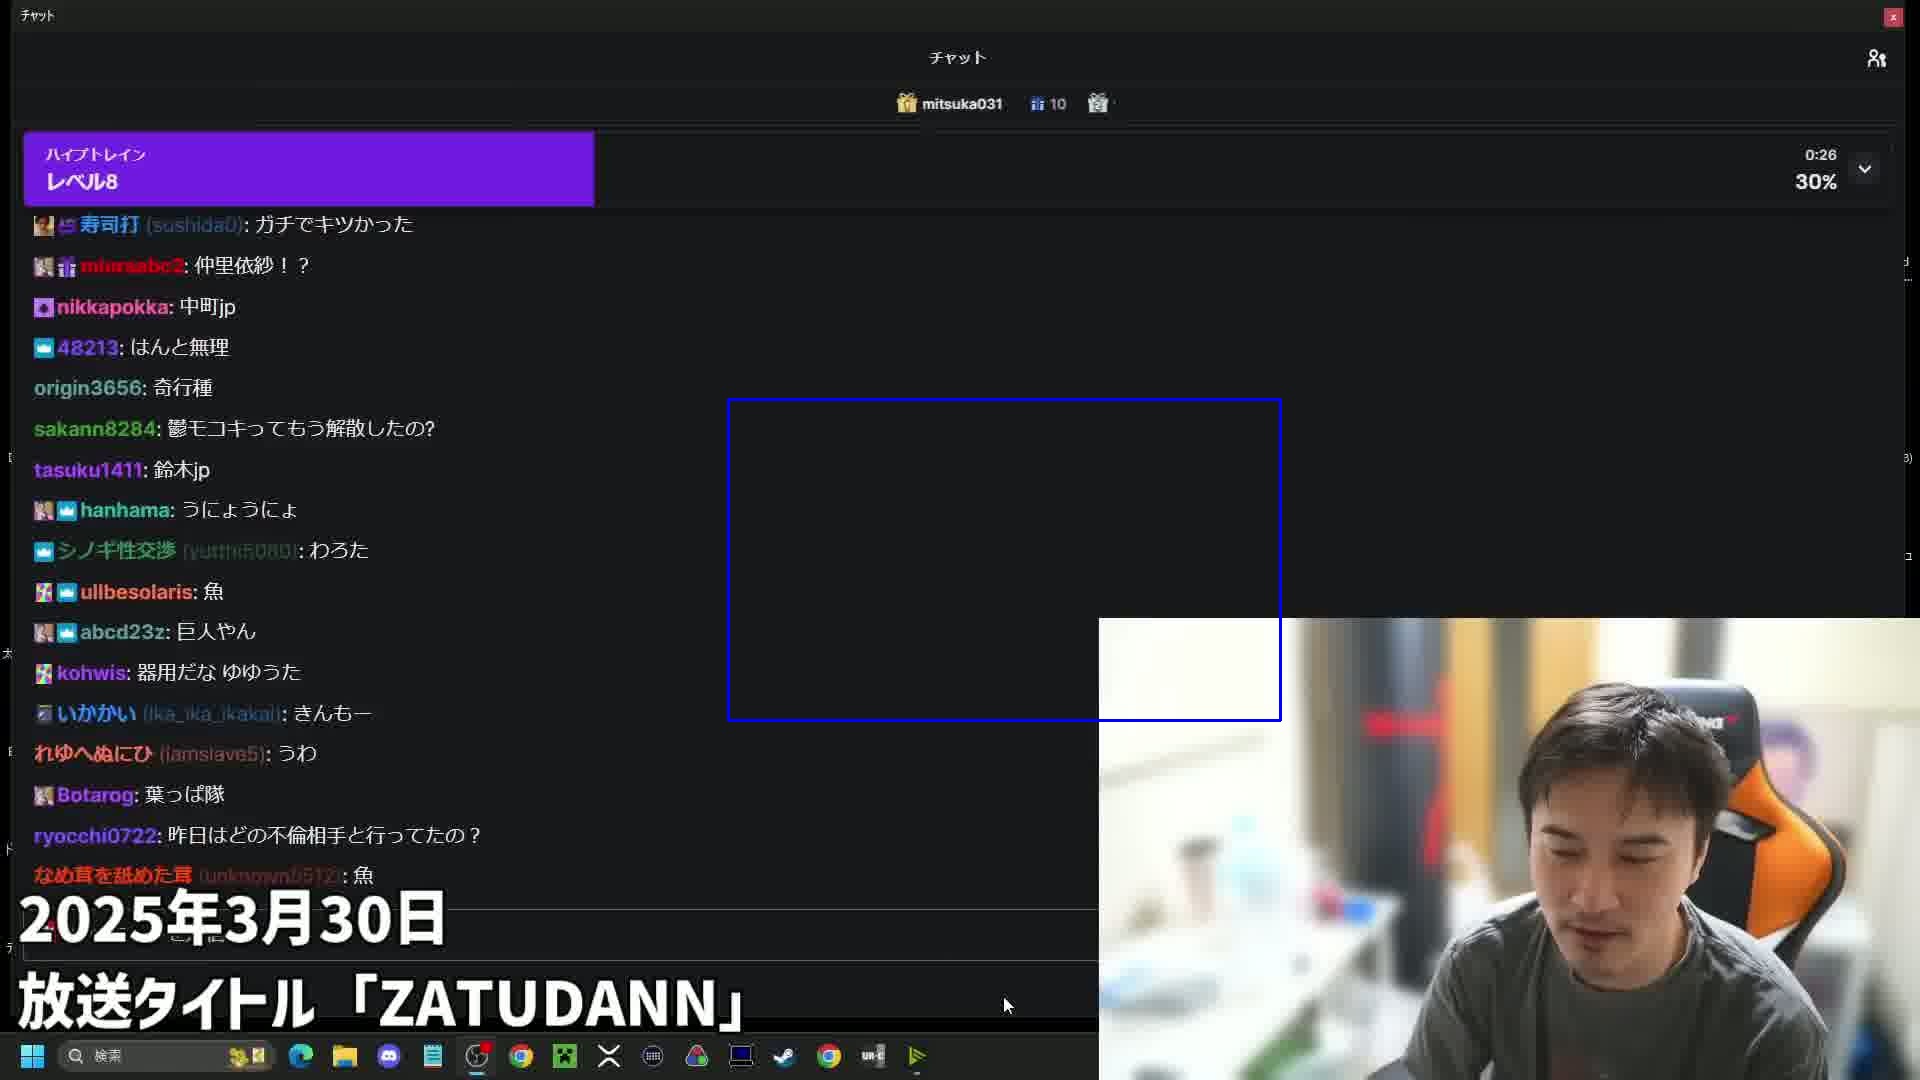 チャット
チャット
mitsuka031 10
ハイプトレイン
レベル8
0:26
30%
寿司打 (sushida0): ガチでキツかった
仲里依紗！？
nikkapokka: 中町jp
48213: はんと無理
origin3656: 奇行種
sakann8284: 鬱モコキってもう解散したの?
tasuku1411: 鈴木jp
hanhama: うにょうにょ
シノギ性交渉 (yutthi5080): わろた
ullbesolaris: 魚
abcd23z: 巨人やん
kohwis: 器用だな ゆゆうた
いかかい (ika_ika_ikakai): きんもー
れゆへぬにひ (iamslave5): うわ
Botarog: 葉っぱ隊
ryocchi0722: 昨日はどの不倫相手と行ってたの？
なめ茸を舐めた茸 (unknown0512): 魚
2025年3月30日
放送タイトル「ZATUDANN」
検索
UR-C